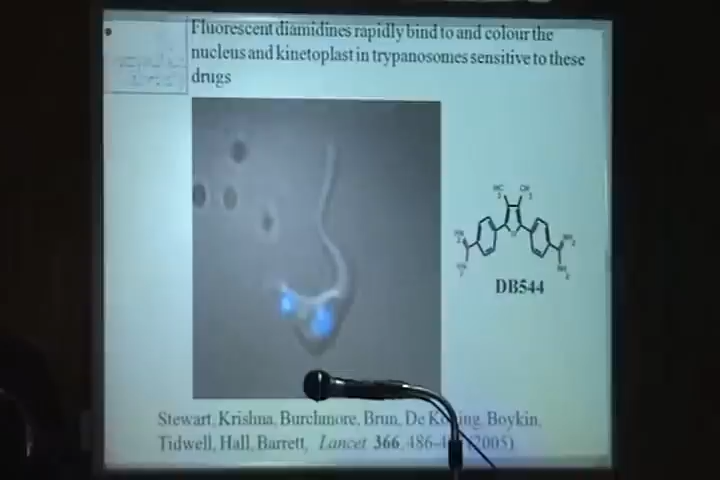 Fluorescent diamidines rapidly bind to and colour the
nucleus and kinetoplast in trypanosomes sensitive to these
drugs
DB544
Stewart, Krishna, Burchmore, Brun, De Boykin,
Tidwell, Hall, Barrett, Lancet 366, (2005)